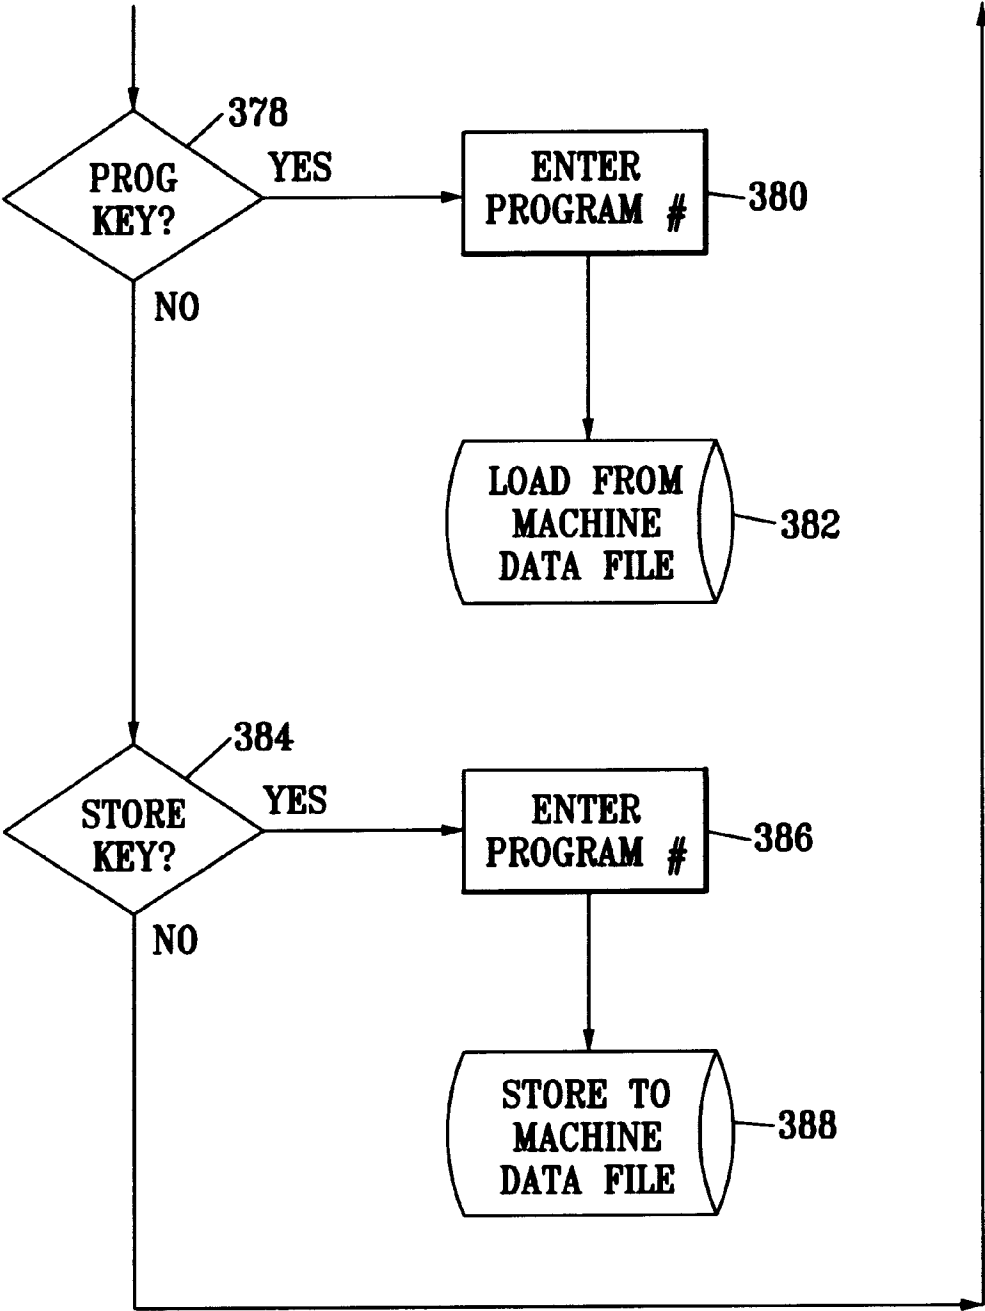 378
PROG
KEY?
YES
NO
ENTER
PROGRAM #
380
LOAD FROM
MACHINE
DATA FILE
382
384
STORE
KEY?
YES
NO
ENTER
PROGRAM #
386
STORE TO
MACHINE
DATA FILE
388